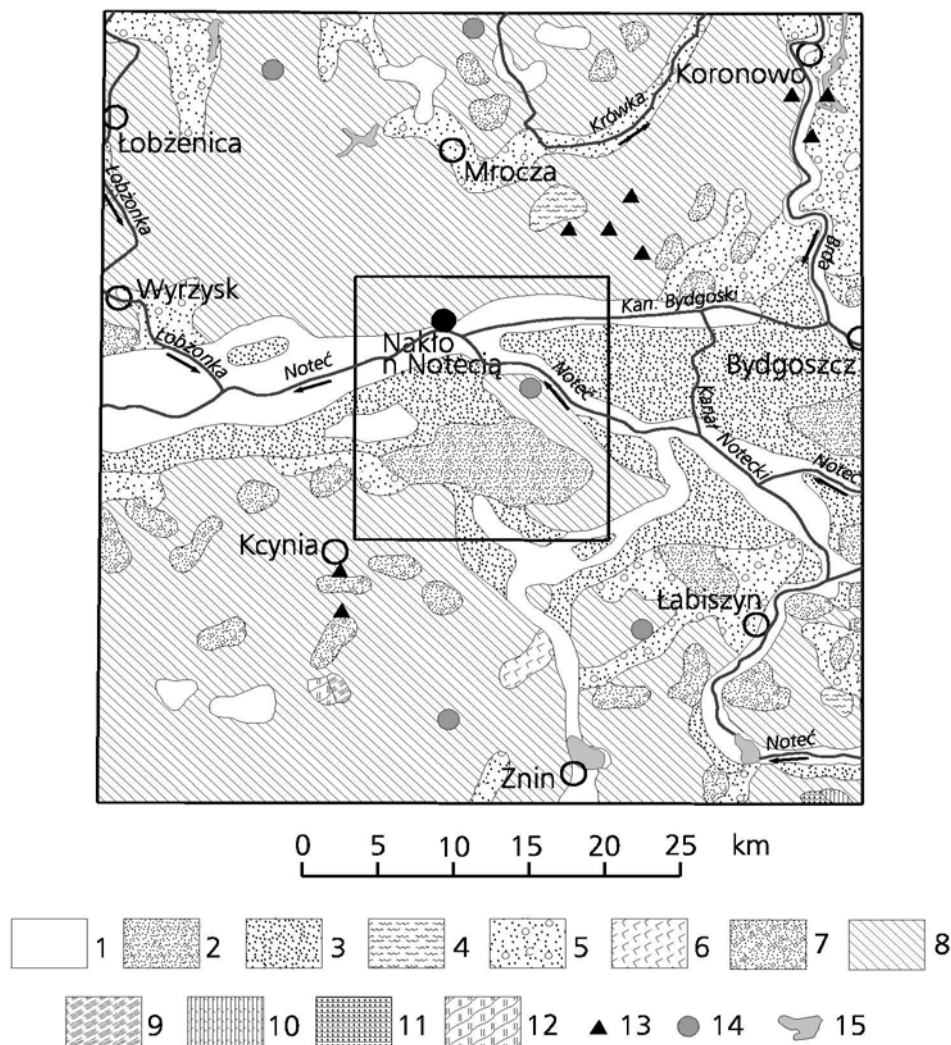 Koronowo
Krówka
Łobżenica
Mrocza
Łobżonka
Brda
Wyrzysk
Kan. Bydgoski
Nakło
n. Notecią
Bydgoszcz
Łobżonka
Noteć
Noteć
Kanał Notecki
Noteć
Kcynia
Łabiszyn
Noteć
Żnin
0 5 10 15 20 25 km
1 2 3 4 5 6 7 8
9 10 11 12 13 14 15